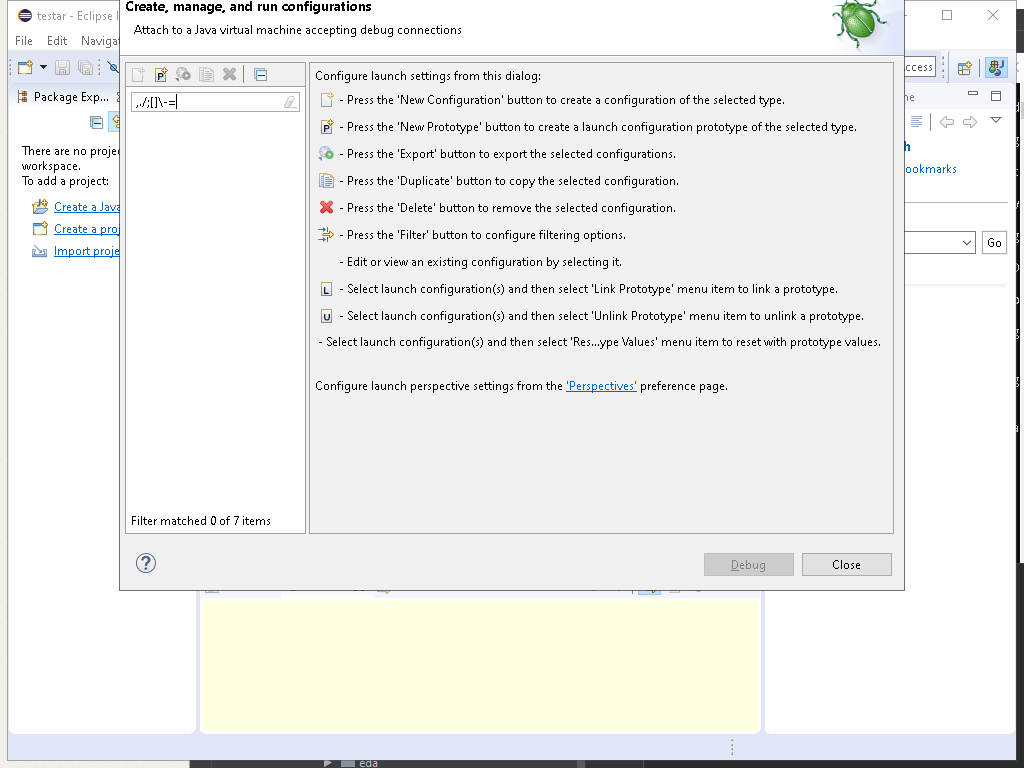 testar - Eclipse I
Create, manage, and run configurations
Attach to a Java virtual machine accepting debug connections
File Edit Naviga
Package Exp...
There are no proje
workspace.
To add a project:
Create a Java
Create a proj
Import proje
,./;[]\-=
Filter matched 0 of 7 items
Configure launch settings from this dialog:
- Press the 'New Configuration' button to create a configuration of the selected type.
- Press the 'New Prototype' button to create a launch configuration prototype of the selected type.
- Press the 'Export' button to export the selected configurations.
- Press the 'Duplicate' button to copy the selected configuration.
- Press the 'Delete' button to remove the selected configuration.
- Press the 'Filter' button to configure filtering options.
- Edit or view an existing configuration by selecting it.
L - Select launch configuration(s) and then select 'Link Prototype' menu item to link a prototype.
U - Select launch configuration(s) and then select 'Unlink Prototype' menu item to unlink a prototype.
- Select launch configuration(s) and then select 'Res...ype Values' menu item to reset with prototype values.
Configure launch perspective settings from the 'Perspectives' preference page.
Debug
Close
ccess
ne
h
ookmarks
Go
eda